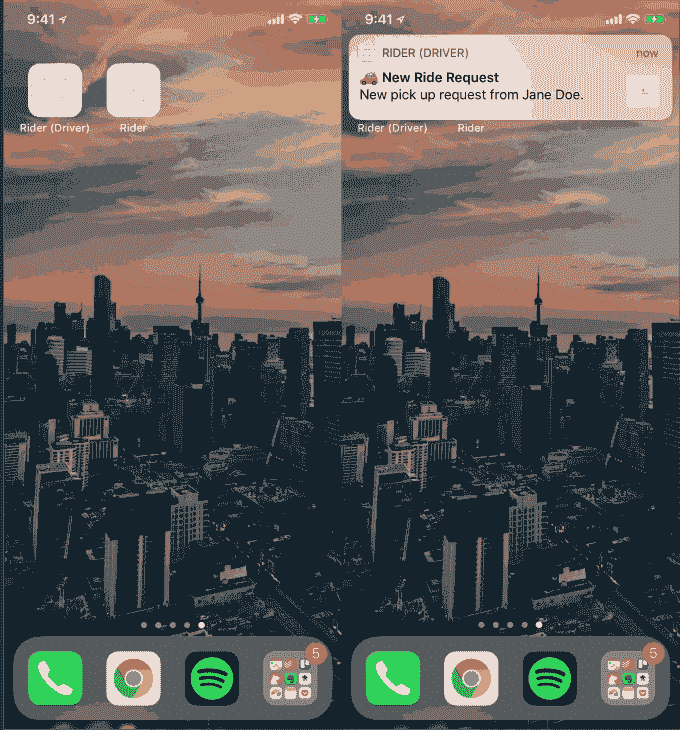 9:41
Rider (Driver) Rider
5
9:41
RIDER (DRIVER) now
🚗 New Ride Request
New pick up request from Jane Doe.
Rider (Driver) Rider
5